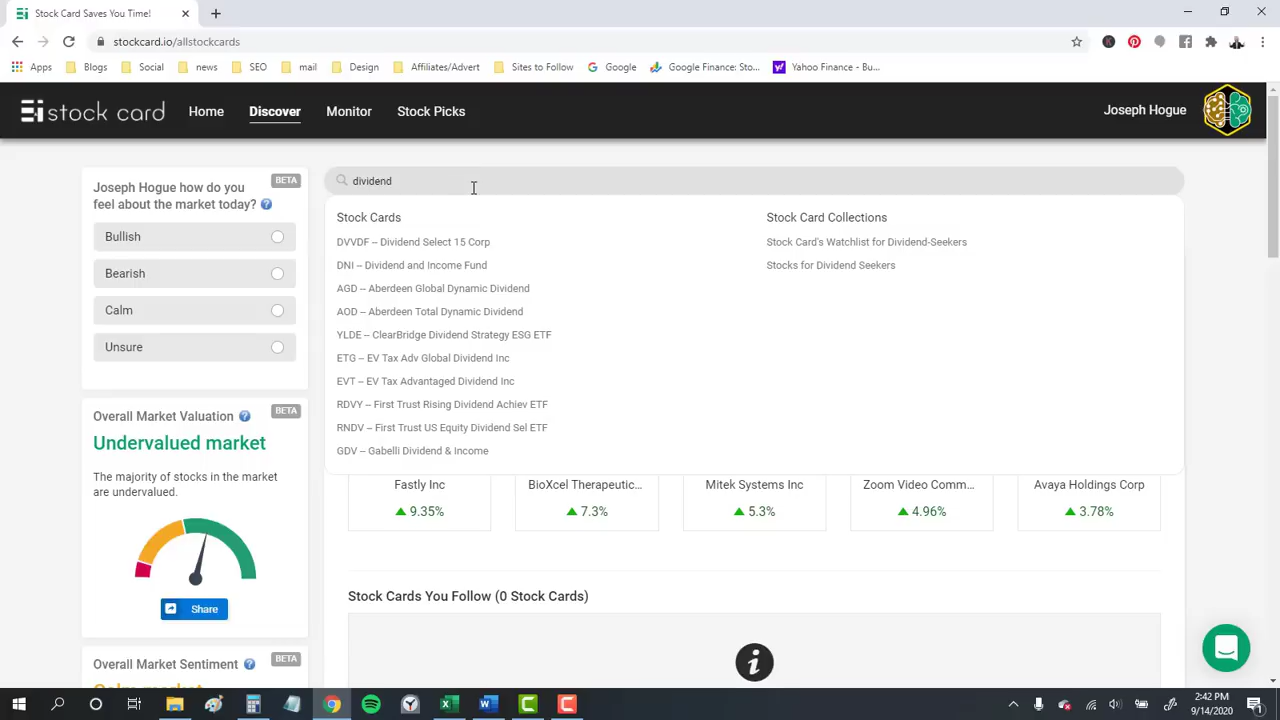 Stock Card Saves You Time!
stockcard.io/allstockcards
Apps
Blogs
Social
news
SEO
mail
Design
Affiliates/Advert
Sites to Follow
Google
Google Finance: Sto...
Yahoo Finance - Bu...
stock card
Home
Discover
Monitor
Stock Picks
Joseph Hogue
Joseph Hogue how do you
feel about the market today?
BETA
Bullish
Bearish
Calm
Unsure
Overall Market Valuation
BETA
Undervalued market
The majority of stocks in the market
are undervalued.
Share
Overall Market Sentiment
BETA
Calm market
dividend
Stock Cards
DVVDF -- Dividend Select 15 Corp
DNI -- Dividend and Income Fund
AGD -- Aberdeen Global Dynamic Dividend
AOD -- Aberdeen Total Dynamic Dividend
YLDE -- ClearBridge Dividend Strategy ESG ETF
ETG -- EV Tax Adv Global Dividend Inc
EVT -- EV Tax Advantaged Dividend Inc
RDVY -- First Trust Rising Dividend Achiev ETF
RNDV -- First Trust US Equity Dividend Sel ETF
GDV -- Gabelli Dividend & Income
Stock Card Collections
Stock Card's Watchlist for Dividend-Seekers
Stocks for Dividend Seekers
Fastly Inc
9.35%
BioXcel Therapeutic...
7.3%
Mitek Systems Inc
5.3%
Zoom Video Comm...
4.96%
Avaya Holdings Corp
3.78%
Stock Cards You Follow (0 Stock Cards)
2:42 PM
9/14/2020